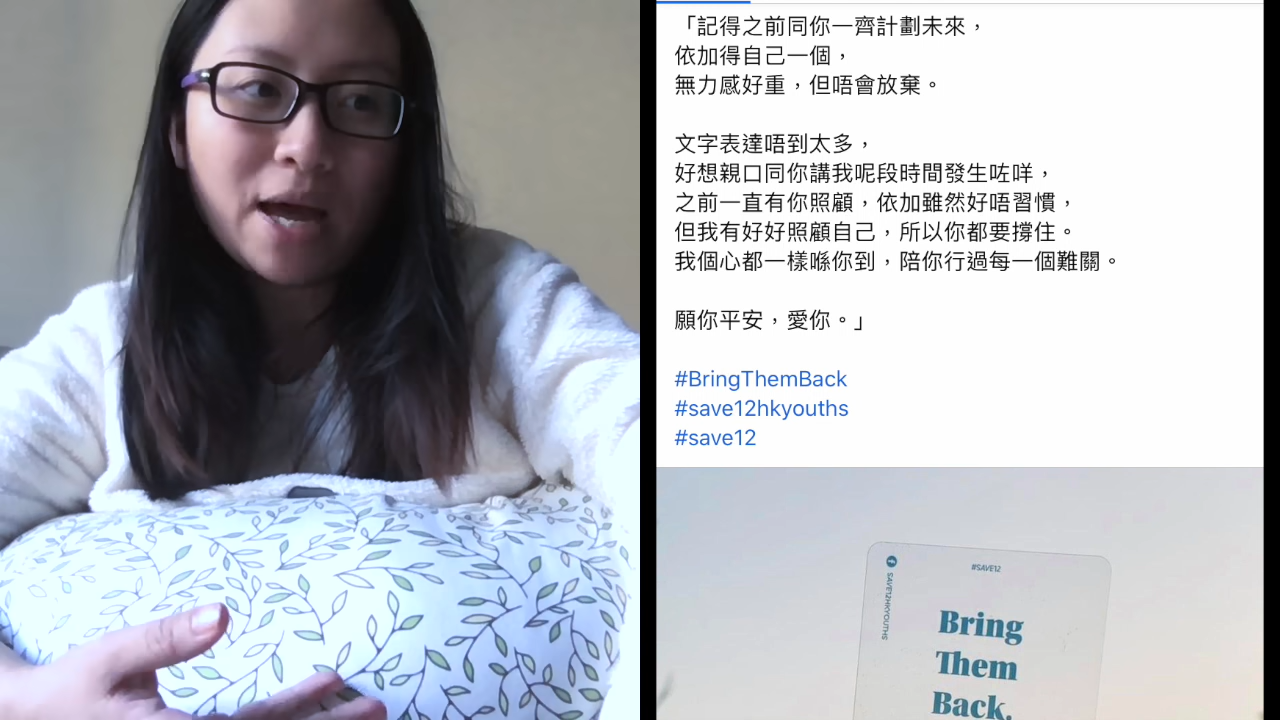 「記得之前同你一齊計劃未來，
依加得自己一個，
無力感好重，但唔會放棄。
文字表達唔到太多，
好想親口同你講我呢段時間發生咗咩，
之前一直有你照顧，依加雖然好唔習慣，
但我有好好照顧自己，所以你都要撐住。
我個心都一樣喺你到，陪你行過每一個難關。
願你平安，愛你。」
#BringThemBack
#save12hkyouths
#save12
#SAVE12
SAVE12HKYOUTHS
Bring
Them
Back.